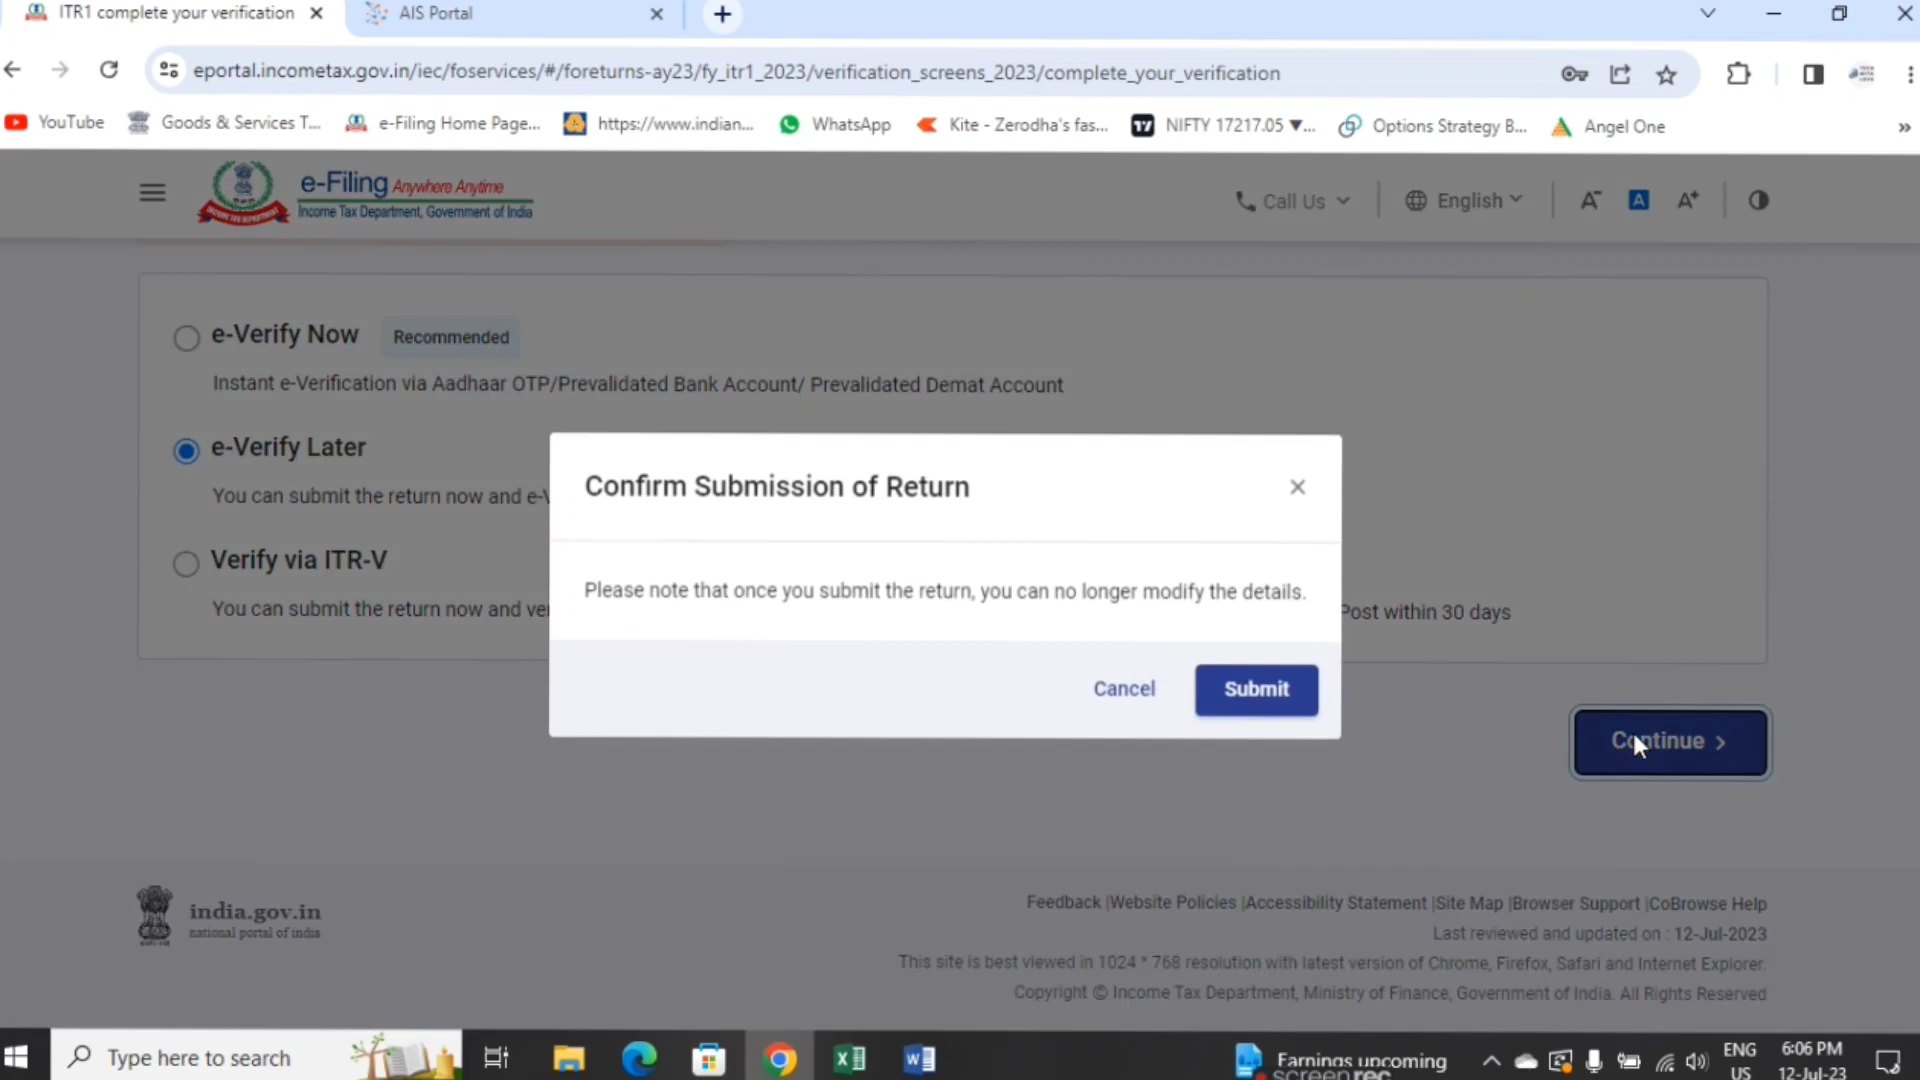 ITR1 complete your verification
AIS Portal
eportal.incometax.gov.in/iec/foservices/#/foreturns-ay23/fy_itr1_2023/verification_screens_2023/complete_your_verification
YouTube
Goods & Services T...
e-Filing Home Page...
https://www.indian...
WhatsApp
Kite - Zerodha's fas...
NIFTY 17217.05 ▼...
Options Strategy B...
Angel One
»
e-Filing Anywhere Anytime
Income Tax Department, Government of India
Call Us
English
A-
A
A+
e-Verify Now
Recommended
Instant e-Verification via Aadhaar OTP/Prevalidated Bank Account/ Prevalidated Demat Account
e-Verify Later
You can submit the return now and e-V
Verify via ITR-V
You can submit the return now and ve
Post within 30 days
Confirm Submission of Return
Please note that once you submit the return, you can no longer modify the details.
Cancel
Submit
Continue >
india.gov.in
national portal of india
Feedback |Website Policies |Accessibility Statement |Site Map |Browser Support |CoBrowse Help
Last reviewed and updated on : 12-Jul-2023
This site is best viewed in 1024 * 768 resolution with latest version of Chrome, Firefox, Safari and Internet Explorer.
Copyright © Income Tax Department, Ministry of Finance, Government of India. All Rights Reserved
Type here to search
Earnings upcoming
screenrec
ENG
US
6:06 PM
12-Jul-23